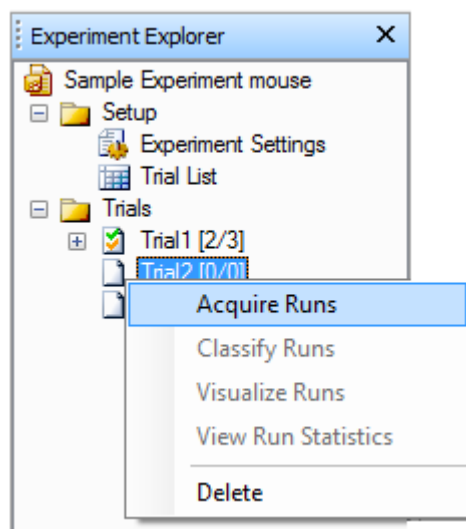 Experiment Explorer
Sample Experiment mouse
Setup
Experiment Settings
Trial List
Trials
Trial1 [2/3]
Trial2 [0/0]
Acquire Runs
Classify Runs
Visualize Runs
View Run Statistics
Delete